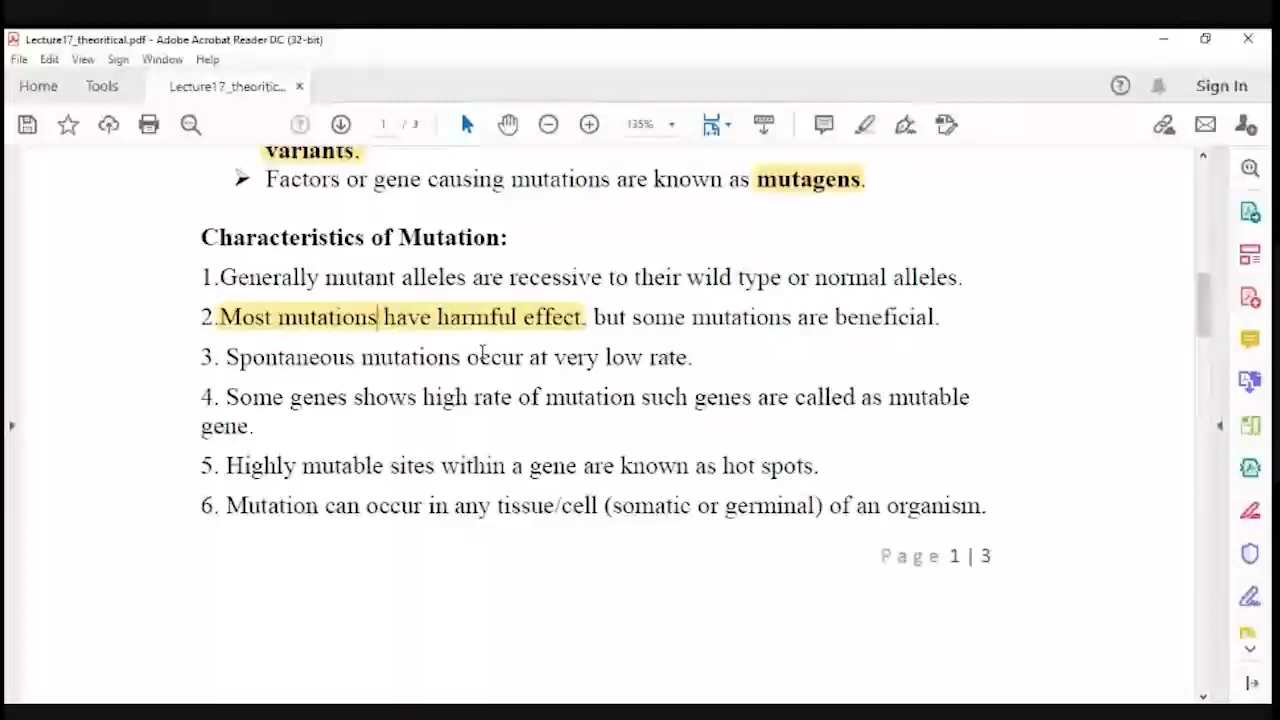 Lecture17_theoritical.pdf - Adobe Acrobat Reader DC (32-bit)
File Edit View Sign Window Help
Home Tools Lecture17_theoritic... × Sign In
1 / 3 135%
variants.
➤ Factors or gene causing mutations are known as mutagens.
Characteristics of Mutation:
1.Generally mutant alleles are recessive to their wild type or normal alleles.
2.Most mutations have harmful effect, but some mutations are beneficial.
3. Spontaneous mutations occur at very low rate.
4. Some genes shows high rate of mutation such genes are called as mutable
gene.
5. Highly mutable sites within a gene are known as hot spots.
6. Mutation can occur in any tissue/cell (somatic or germinal) of an organism.
Page 1 | 3